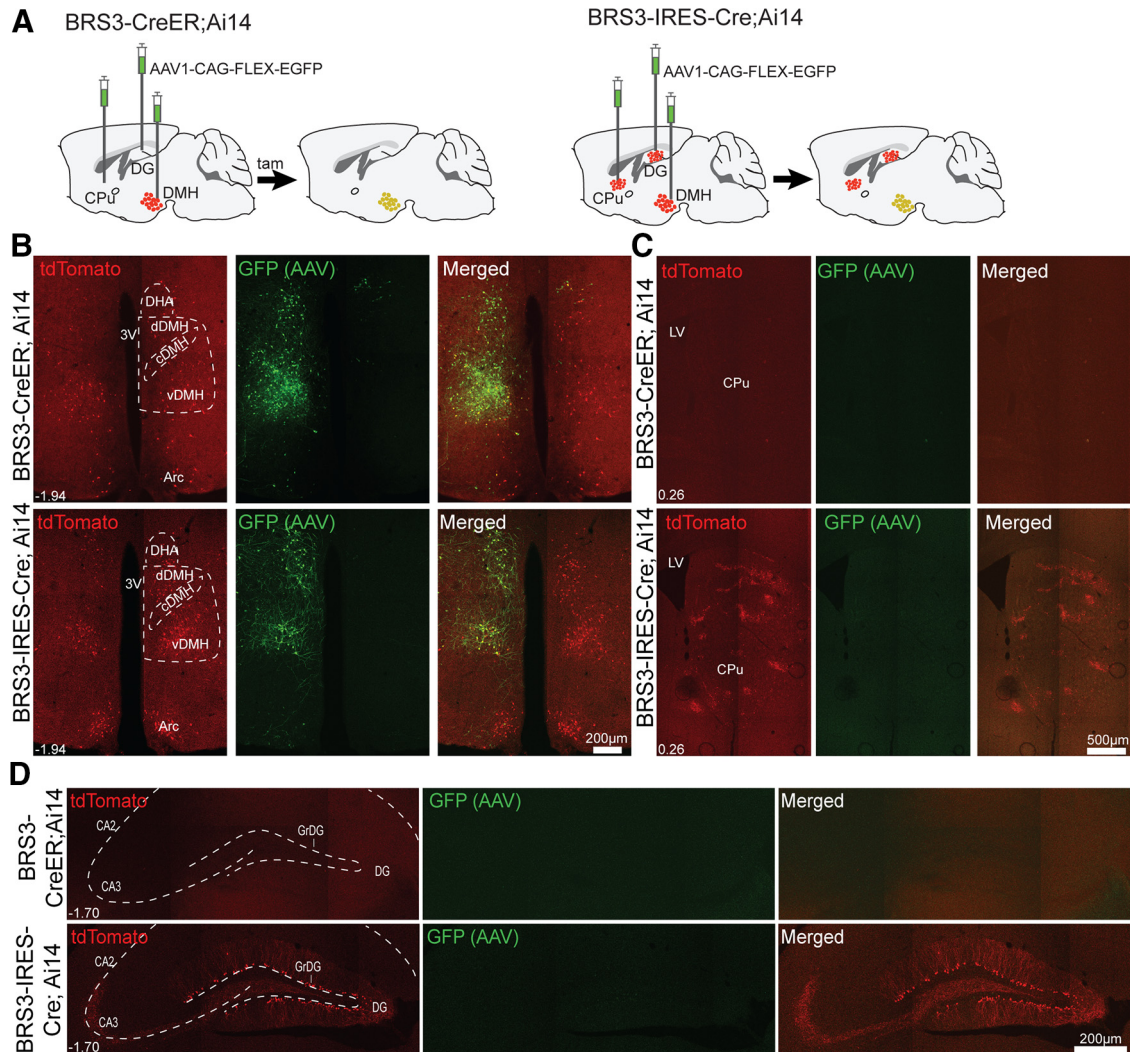 A
BRS3-CreER;Ai14
BRS3-IRES-Cre;Ai14
AAV1-CAG-FLEX-EGFP
AAV1-CAG-FLEX-EGFP
CPu
DG
DMH
tam
CPu
DG
DMH
B
BRS3-CreER; Ai14
tdTomato
DHA
3V
dDMH
cDMH
vDMH
Arc
-1.94
GFP (AAV)
Merged
BRS3-IRES-Cre; Ai14
tdTomato
DHA
3V
dDMH
cDMH
vDMH
Arc
-1.94
GFP (AAV)
Merged
200µm
C
BRS3-CreER; Ai14
tdTomato
LV
CPu
0.26
GFP (AAV)
Merged
BRS3-IRES-Cre; Ai14
tdTomato
LV
CPu
0.26
GFP (AAV)
Merged
500µm
D
BRS3-
CreER;Ai14
tdTomato
CA2
GrDG
CA3
DG
-1.70
GFP (AAV)
Merged
BRS3-IRES-
Cre; Ai14
tdTomato
CA2
GrDG
CA3
DG
-1.70
GFP (AAV)
Merged
200µm